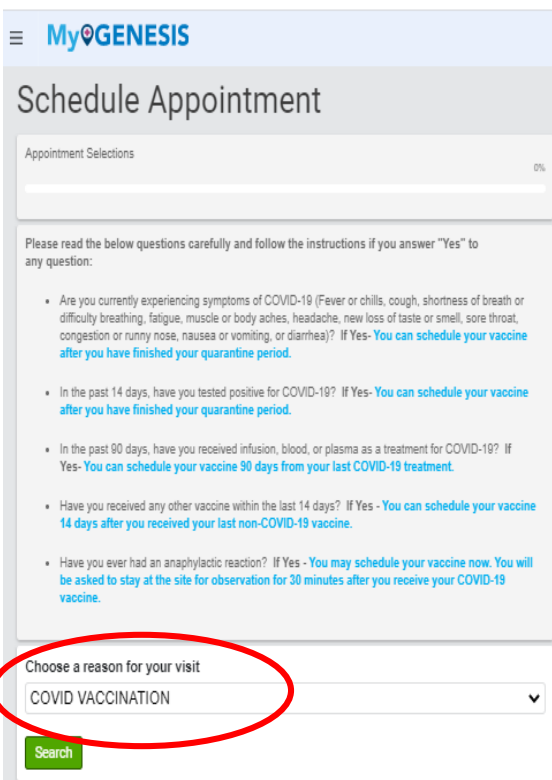 MyGENESIS
Schedule Appointment
Appointment Selections
0%
Please read the below questions carefully and follow the instructions if you answer "Yes" to
any question:
• Are you currently experiencing symptoms of COVID-19 (Fever or chills, cough, shortness of breath or
difficulty breathing, fatigue, muscle or body aches, headache, new loss of taste or smell, sore throat,
congestion or runny nose, nausea or vomiting, or diarrhea)? If Yes- You can schedule your vaccine
after you have finished your quarantine period.
• In the past 14 days, have you tested positive for COVID-19? If Yes- You can schedule your vaccine
after you have finished your quarantine period.
• In the past 90 days, have you received infusion, blood, or plasma as a treatment for COVID-19? If
Yes- You can schedule your vaccine 90 days from your last COVID-19 treatment.
• Have you received any other vaccine within the last 14 days? If Yes - You can schedule your vaccine
14 days after you received your last non-COVID-19 vaccine.
• Have you ever had an anaphylactic reaction? If Yes - You may schedule your vaccine now. You will
be asked to stay at the site for observation for 30 minutes after you receive your COVID-19
vaccine.
Choose a reason for your visit
COVID VACCINATION
Search